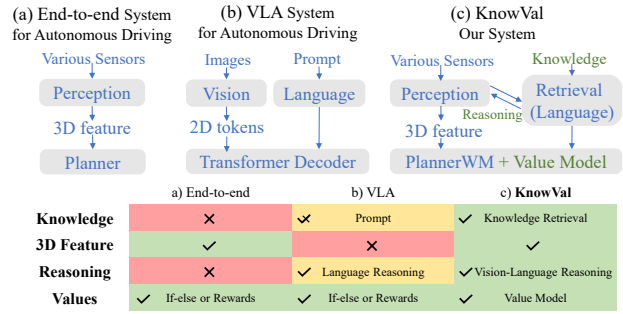 (a) End-to-end System
for Autonomous Driving
Various Sensors
Perception
3D feature
Planner
(b) VLA System
for Autonomous Driving
Images
Prompt
Vision
Language
2D tokens
Transformer Decoder
(c) KnowVal
Our System
Various Sensors
Knowledge
Perception
Retrieval
(Language)
Reasoning
3D feature
PlannerWM + Value Model
a) End-to-end b) VLA c) KnowVal
Knowledge ✕ ✓ Prompt ✓ Knowledge Retrieval
3D Feature ✓ ✕ ✓
Reasoning ✕ ✓ Language Reasoning ✓ Vision-Language Reasoning
Values ✓ If-else or Rewards ✓ If-else or Rewards ✓ Value Model